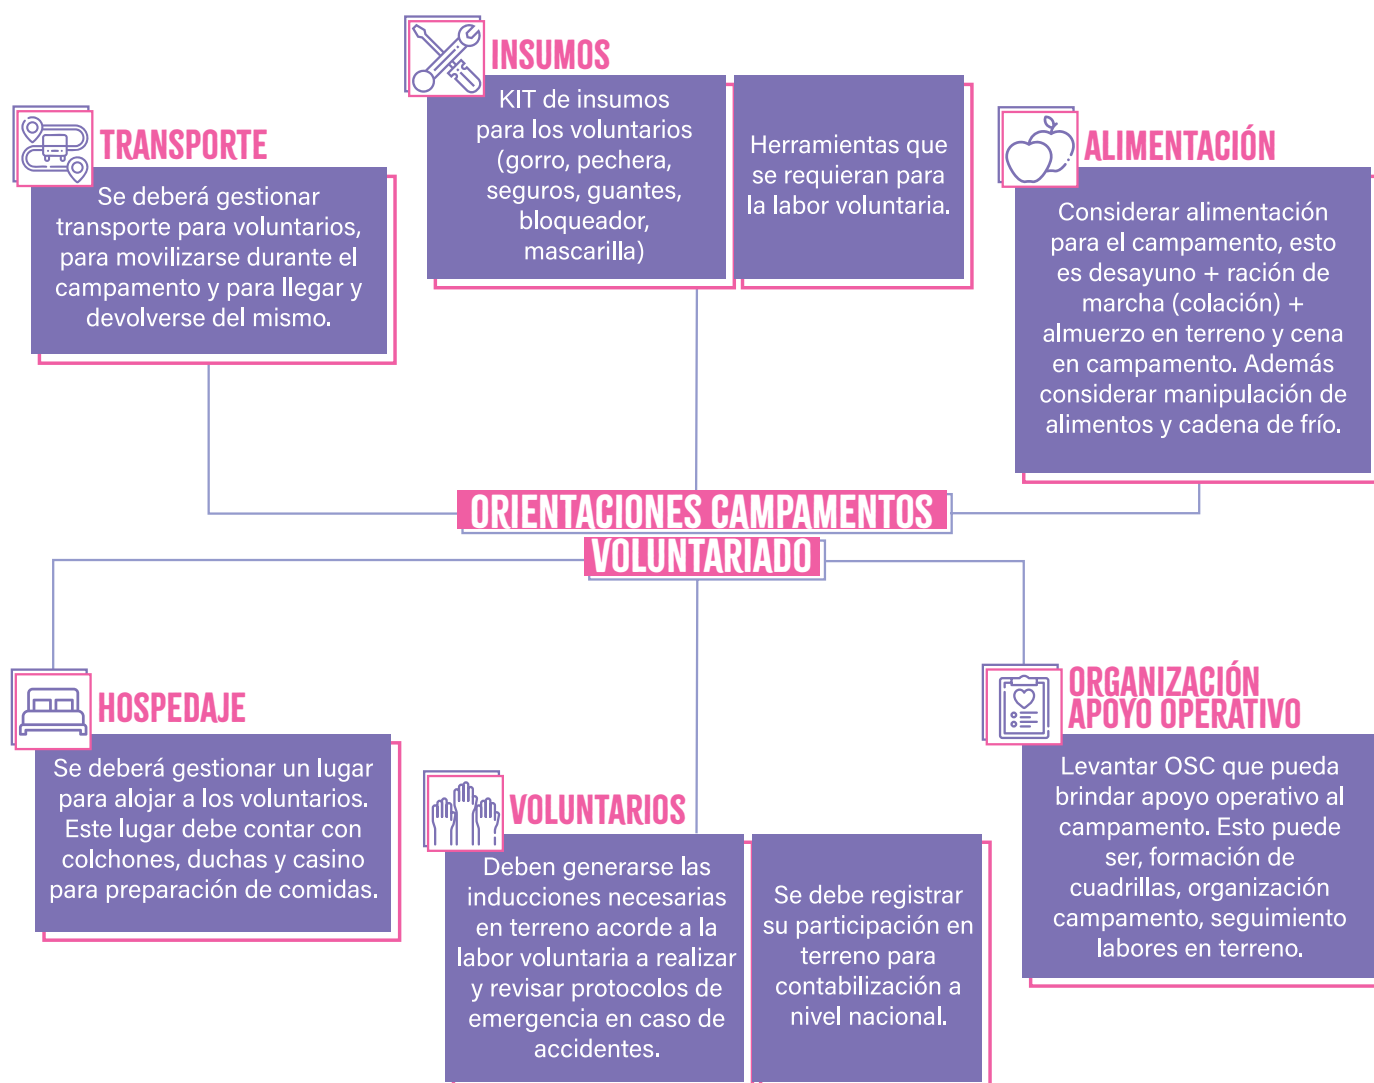 INSUMOS
KIT de insumos
para los voluntarios
(gorro, pechera,
seguros, guantes,
bloqueador,
mascarilla)
Herramientas que
se requieran para
la labor voluntaria.
TRANSPORTE
Se deberá gestionar
transporte para voluntarios,
para movilizarse durante el
campamento y para llegar y
devolverse del mismo.
ALIMENTACIÓN
Considerar alimentación
para el campamento, esto
es desayuno + ración de
marcha (colación) +
almuerzo en terreno y cena
en campamento. Además
considerar manipulación de
alimentos y cadena de frío.
ORIENTACIONES CAMPAMENTOS
VOLUNTARIADO
HOSPEDAJE
Se deberá gestionar un lugar
para alojar a los voluntarios.
Este lugar debe contar con
colchones, duchas y casino
para preparación de comidas.
VOLUNTARIOS
Deben generarse las
inducciones necesarias
en terreno acorde a la
labor voluntaria a realizar
y revisar protocolos de
emergencia en caso de
accidentes.
Se debe registrar
su participación en
terreno para
contabilización a
nivel nacional.
ORGANIZACIÓN
APOYO OPERATIVO
Levantar OSC que pueda
brindar apoyo operativo al
campamento. Esto puede
ser, formación de
cuadrillas, organización
campamento, seguimiento
labores en terreno.